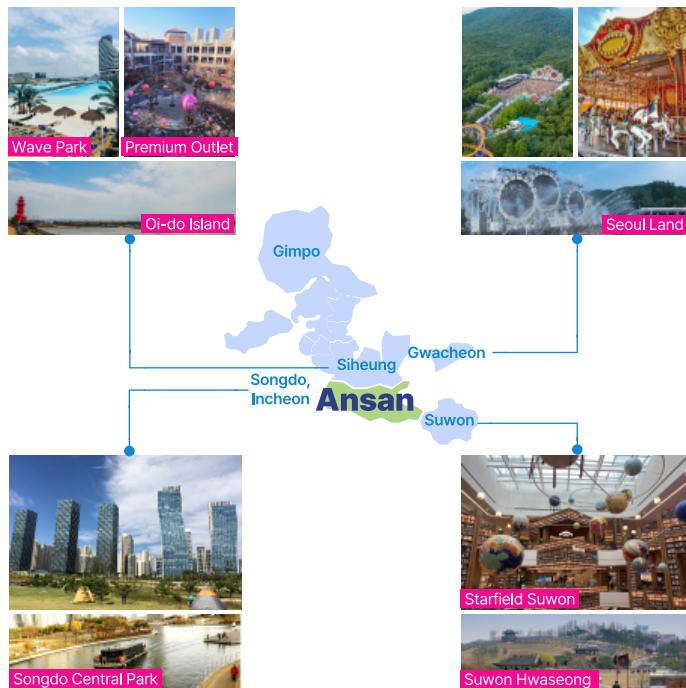 Wave Park
Premium Outlet
Oi-do Island
Seoul Land
Gimpo
Gwacheon
Siheung
Songdo,
Incheon
Ansan
Suwon
Starfield Suwon
Songdo Central Park
Suwon Hwaseong